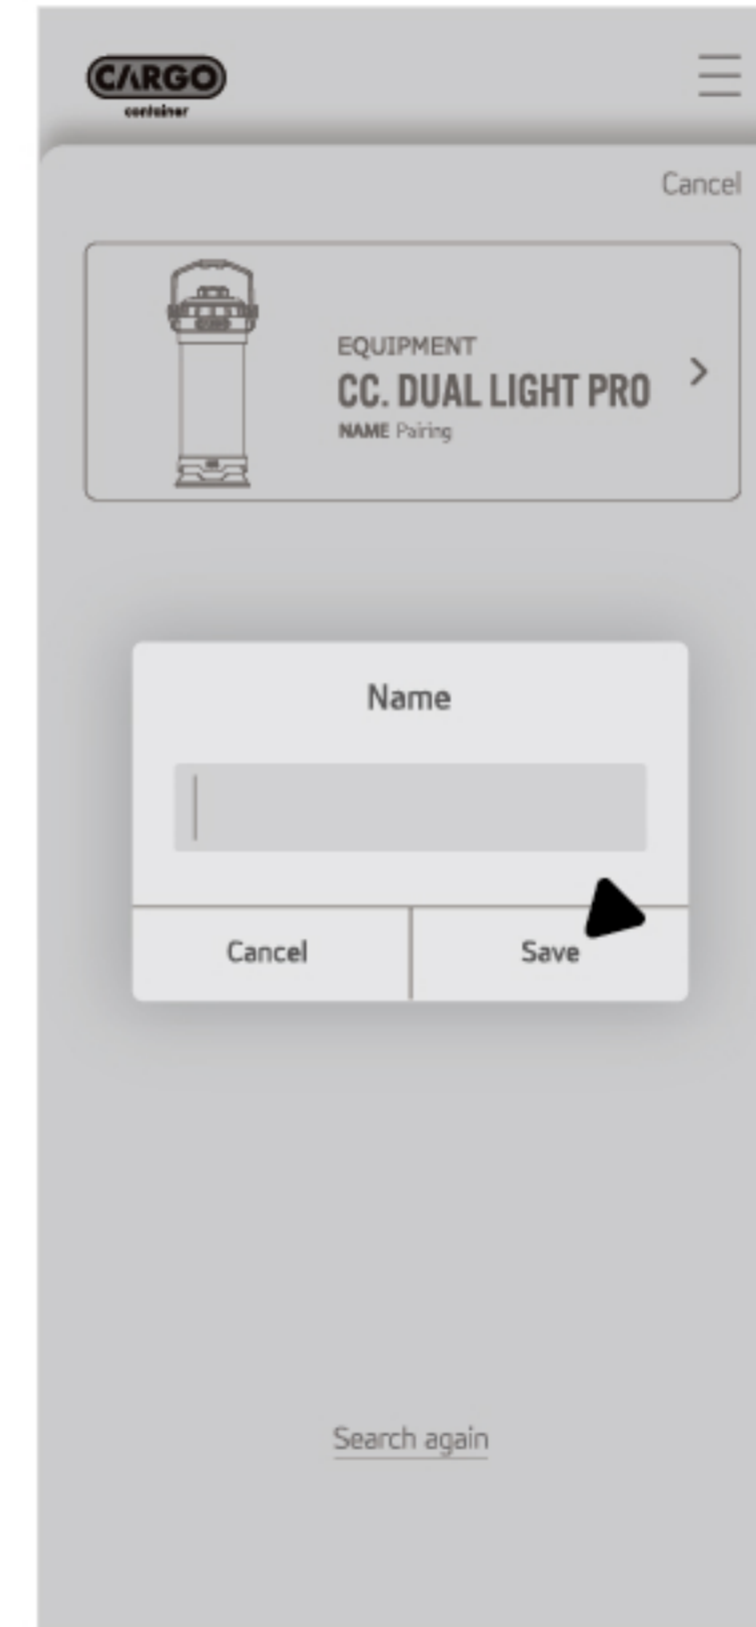 CARGO
container
Cancel
EQUIPMENT
CC. DUAL LIGHT PRO
NAME Pairing
Name
Cancel
Save
Search again